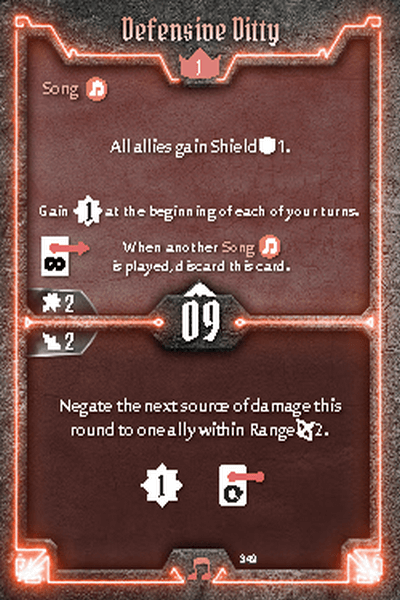 Defensive Ditty
1
Song
All allies gain Shield 1.
Gain 1 at the beginning of each of your turns.
When another Song
is played, discard this card.
2
09
2
Negate the next source of damage this
round to one ally within Range 2.
1
349